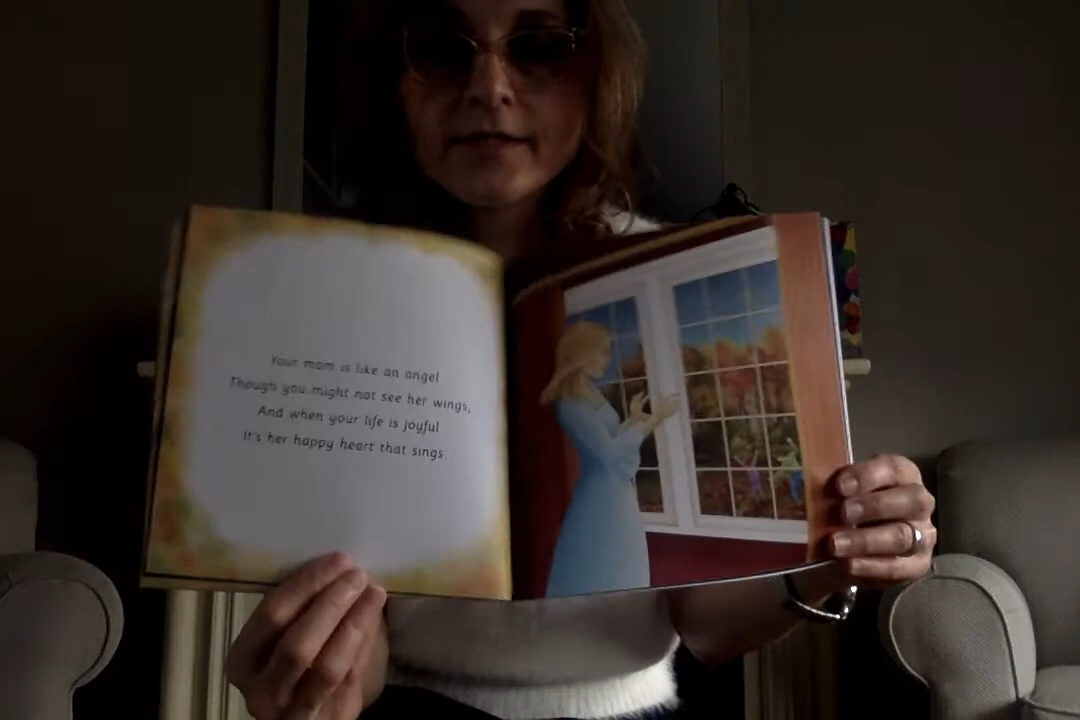 Your mom is like an angel
Though you might not see her wings,
And when your life is joyful
It's her happy heart that sings.